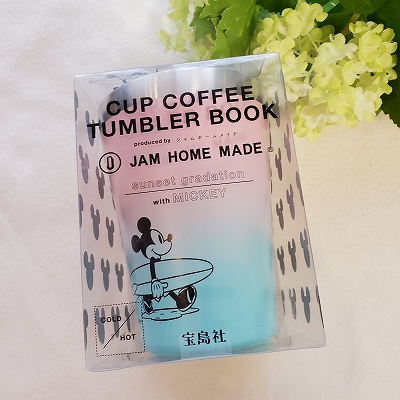 CUP COFFEE
TUMBLER BOOK
produced by ジャムホームメイド
JAM HOME MADE®
sunset gradation
with MICKEY
COLD
HOT
宝島社